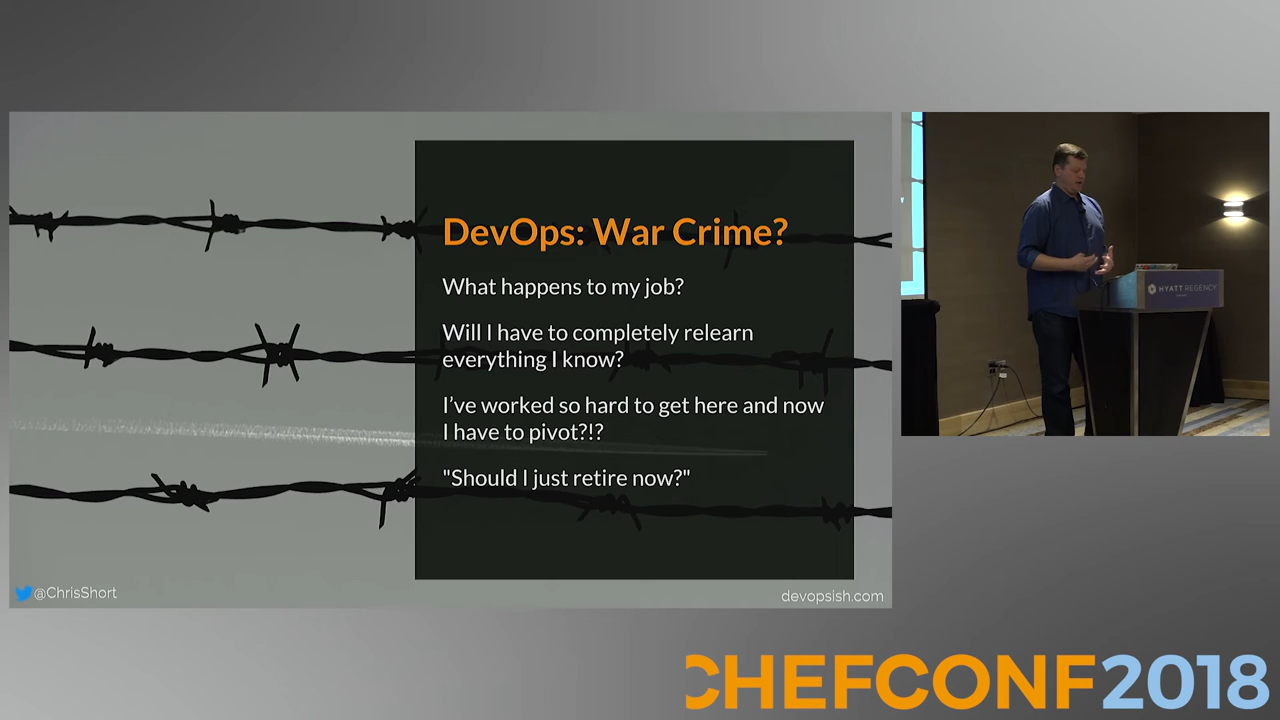 DevOps: War Crime?
What happens to my job?
Will I have to completely relearn
everything I know?
I’ve worked so hard to get here and now
I have to pivot?!?
"Should I just retire now?"
@ChrisShort
devopsish.com
HYATT REGENCY
CHEFCONF2018